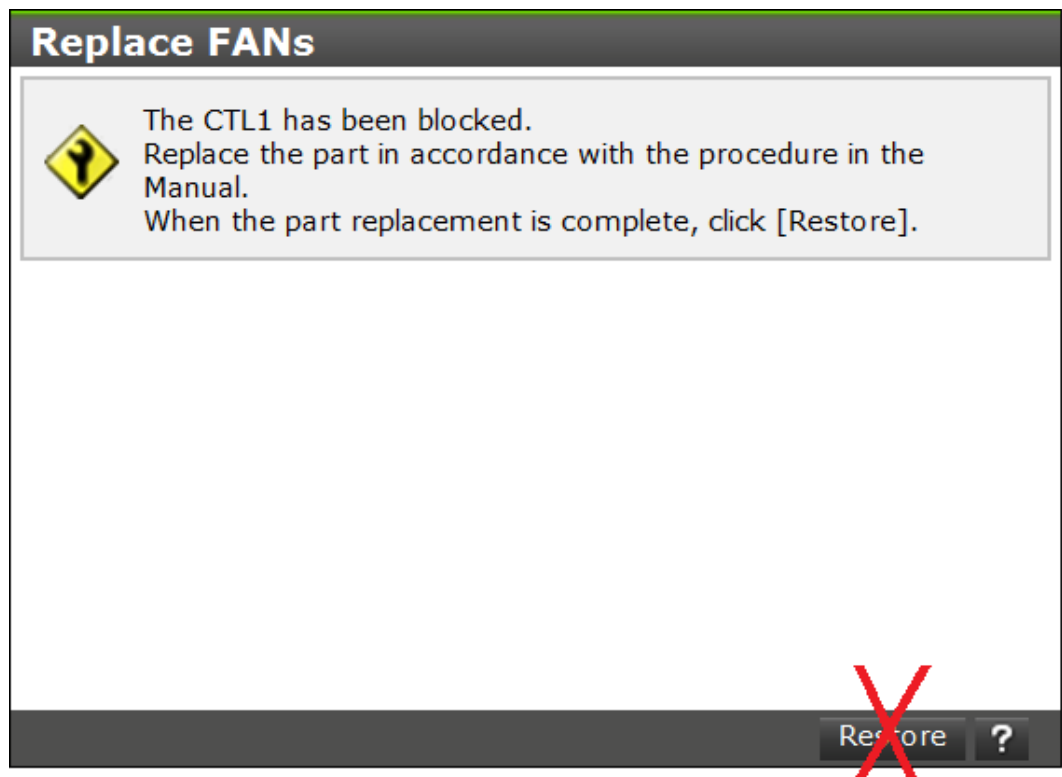 Replace FANs
The CTL1 has been blocked.
Replace the part in accordance with the procedure in the
Manual.
When the part replacement is complete, click [Restore].
Restore ?